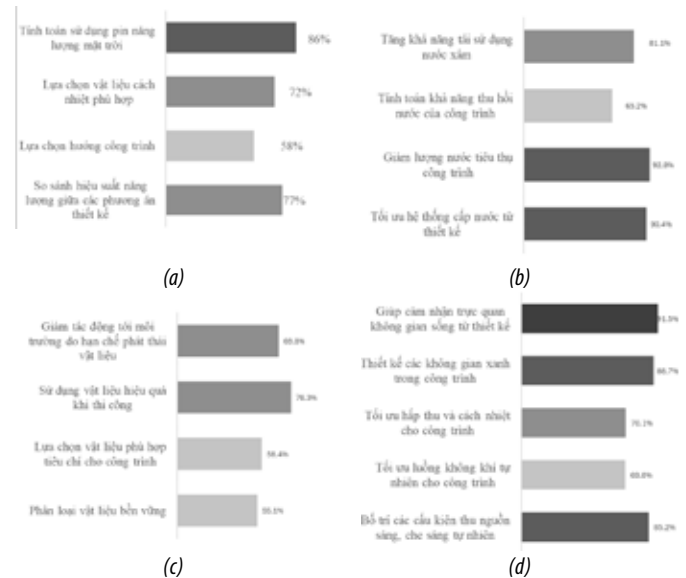 Tính toán sử dụng pin năng
lượng mặt trời
86%
Lựa chọn vật liệu cách
nhiệt phù hợp
72%
Lựa chọn hướng công trình
58%
So sánh hiệu suất năng
lượng giữa các phương án
thiết kế
77%
(a)
Tăng khả năng tái sử dụng
nước xám
81.1%
Tính toán khả năng thu hồi
nước của công trình
Giảm lượng nước tiêu thụ
công trình
Tối ưu hệ thống cấp nước từ
thiết kế
(b)
Giảm tác động tới môi
trường do hạn chế phát thải
vật liệu
Sử dụng vật liệu hiệu quả
khi thi công
Lựa chọn vật liệu phù hợp
tiêu chí cho công trình
Phân loại vật liệu bền vững
(c)
Giúp cảm nhận trực quan
không gian sống từ thiết kế
Thiết kế các không gian xanh
trong công trình
Tối ưu hấp thu và cách nhiệt
cho công trình
70.1%
Tối ưu luồng không khí tự
nhiên cho công trình
Bố trí các cấu kiện thu nguồn
sáng, che sáng tự nhiên
(d)